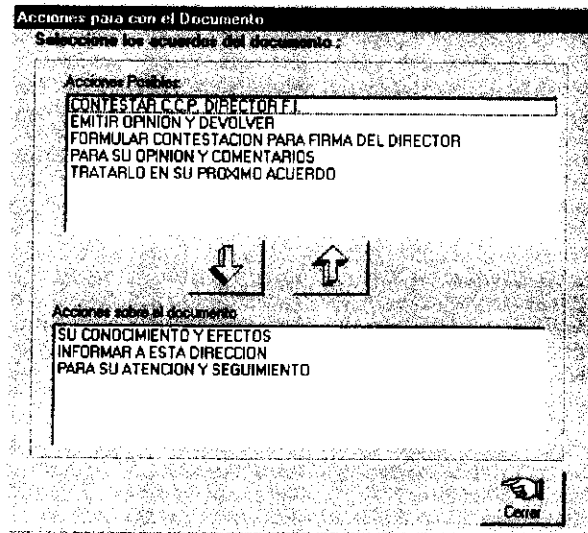 Acciones para con el Documento
Seleccione los acuerdos del documento.:
Acciones Posibles:
CONTESTAR C.C.P. DIRECTOR F.I.
EMITIR OPINION Y DEVOLVER
FORMULAR CONTESTACION PARA FIRMA DEL DIRECTOR
PARA SU OPINION Y COMENTARIOS
TRATARLO EN SU PROXIMO ACUERDO
Acciones sobre el documento
SU CONOCIMIENTO Y EFECTOS
INFORMAR A ESTA DIRECCION
PARA SU ATENCION Y SEGUIMIENTO
Cerrar